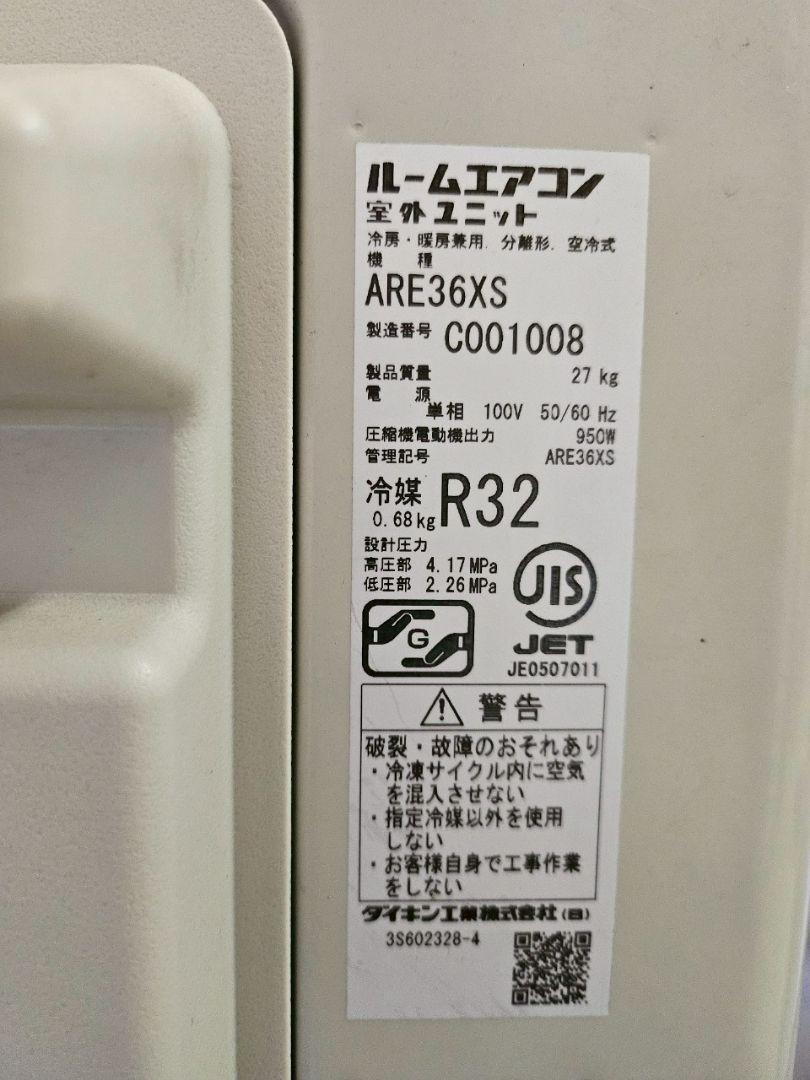 ルームエアコン
室外ユニット
冷房・暖房兼用．分離形．空冷式
機 種
ARE36XS
製造番号 C001008
製品質量 27 kg
電 源
単相 100V 50/60 Hz
圧縮機電動機出力 950W
管理記号 ARE36XS
冷媒 R32
0.68kg
設計圧力
高圧部 4.17MPa
低圧部 2.26MPa
JIS
G
JET
JE0507011
警告
破裂・故障のおそれあり
・冷凍サイクル内に空気
を混入させない
・指定冷媒以外を使用
しない
・お客様自身で工事作業
をしない
ダイキン工業株式会社(B)
3S602328-4